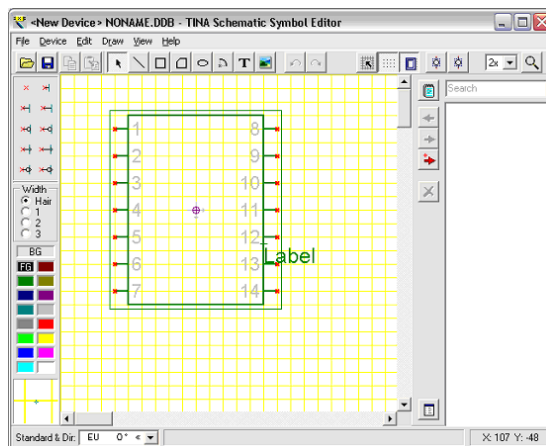 <New Device> NONAME.DDB - TINA Schematic Symbol Editor
File Device Edit Draw View Help
T 2x
Search
Width
Hair
1
2
3
BG
FG
1 8
2 9
3 10
4 11
5 12
Label
6 13
7 14
Standard & Dir: EU 0° <
X: 107 Y: -48